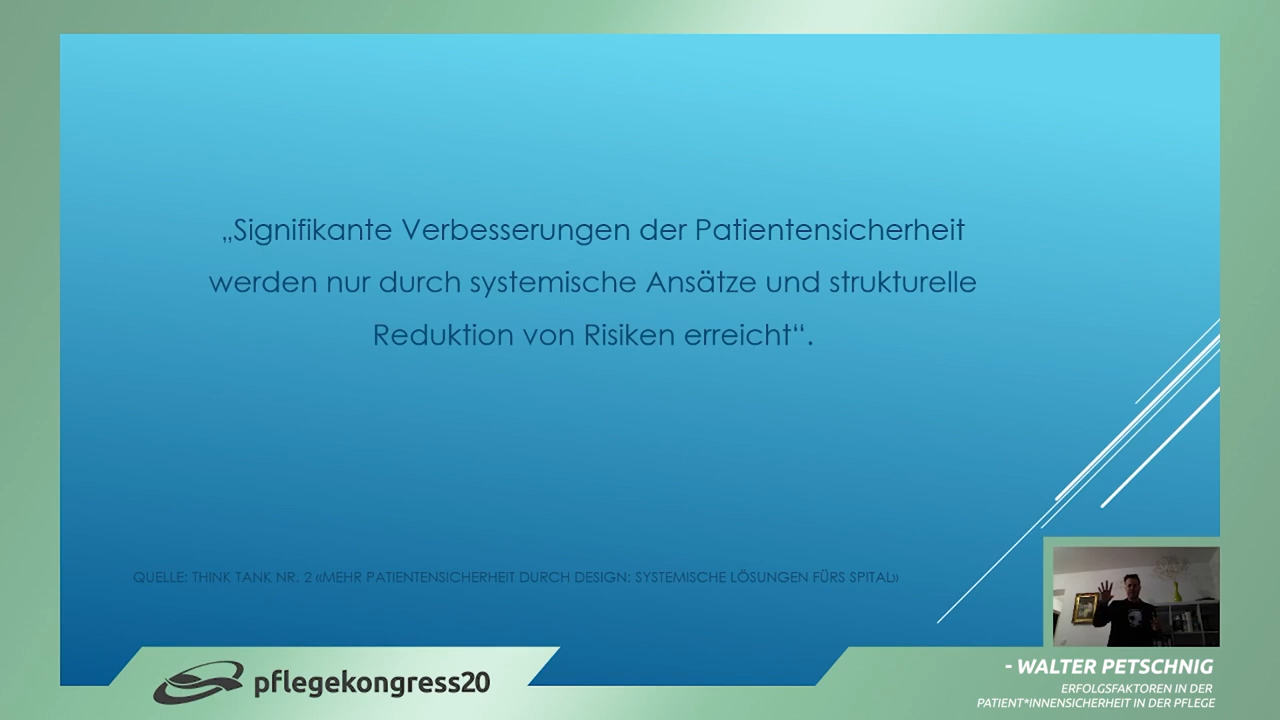 „Signifikante Verbesserungen der Patientensicherheit
werden nur durch systemische Ansätze und strukturelle
Reduktion von Risiken erreicht“.
QUELLE: THINK TANK NR. 2 «MEHR PATIENTENSICHERHEIT DURCH DESIGN: SYSTEMISCHE LÖSUNGEN FÜRS SPITAL»
pflegekongress20
- WALTER PETSCHNIG
ERFOLGSFAKTOREN IN DER
PATIENT*INNENSICHERHEIT IN DER PFLEGE